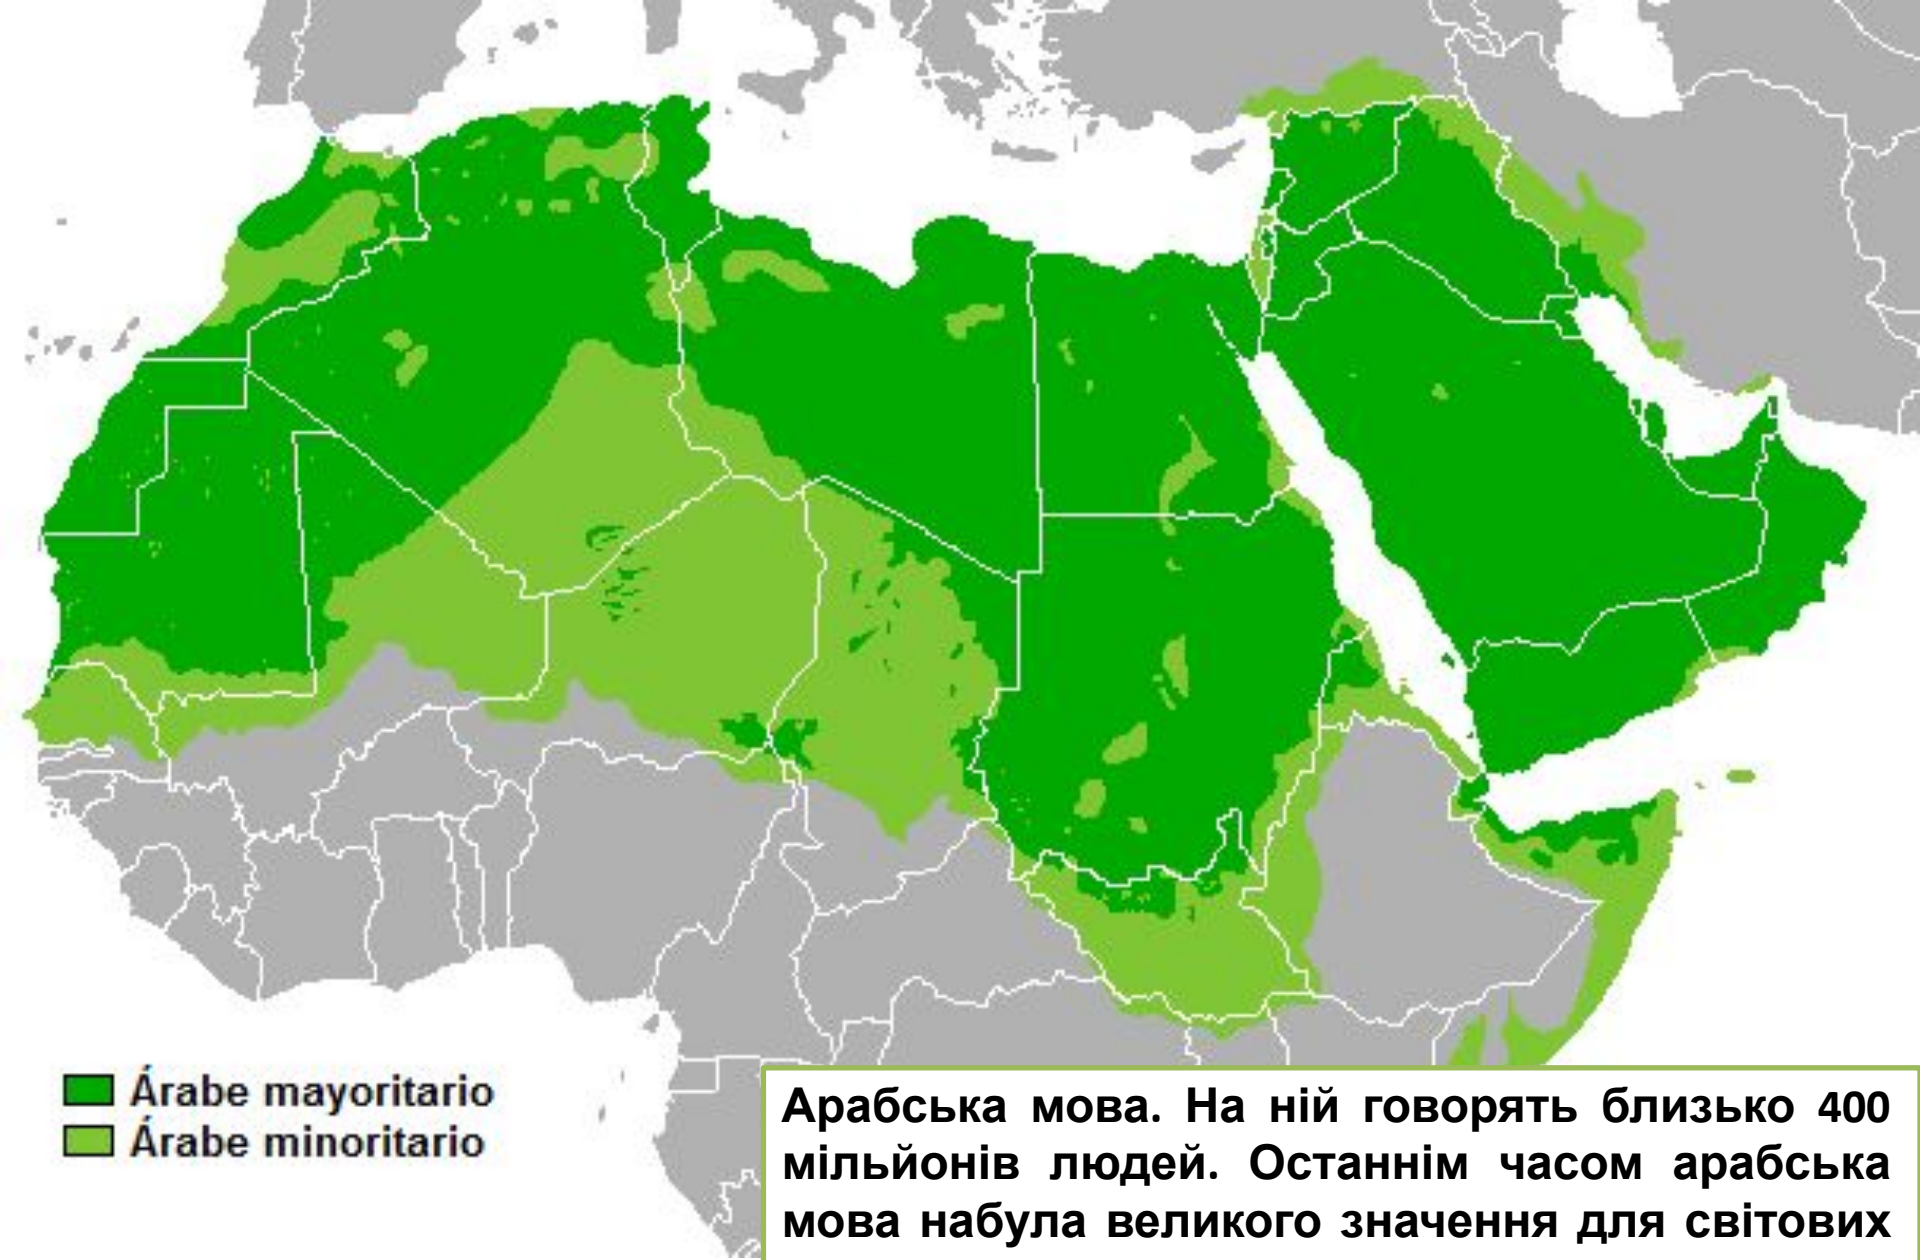 Árabe mayoritario
Árabe minoritario
Арабська мова. На ній говорять близько 400
мільйонів людей. Останнім часом арабська
мова набула великого значення для світових